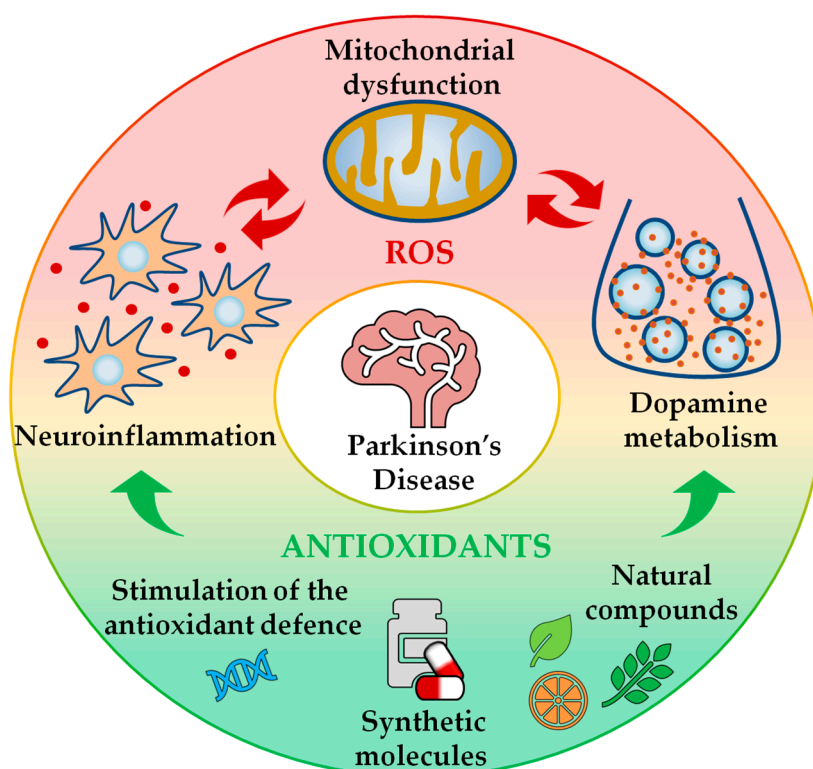 Mitochondrial
dysfunction
ROS
Neuroinflammation
Dopamine
metabolism
Parkinson's
Disease
ANTIOXIDANTS
Stimulation of the
antioxidant defence
Natural
compounds
Synthetic
molecules